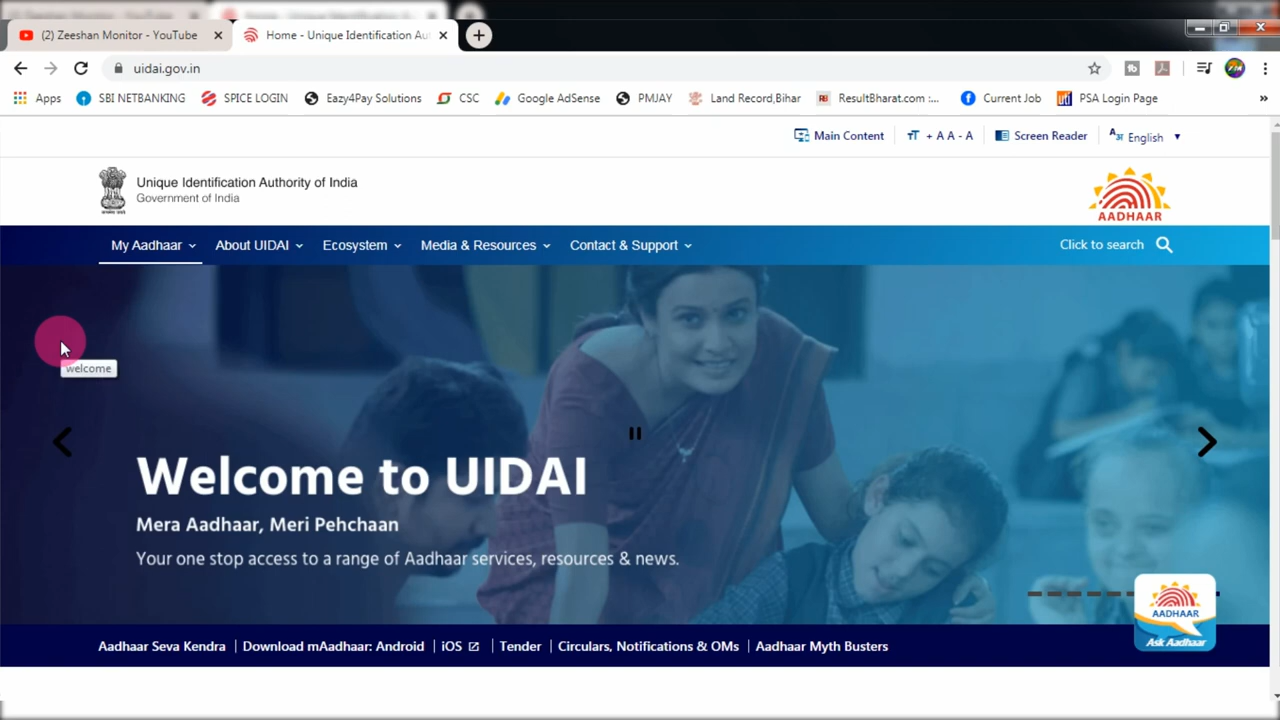 (2) Zeeshan Monitor - YouTube
Home - Unique Identification Au
uidai.gov.in
Apps SBI NETBANKING SPICE LOGIN Eazy4Pay Solutions CSC Google AdSense PMJAY Land Record,Bihar ResultBharat.com :... Current Job PSA Login Page »
Main Content TT + A A - A Screen Reader English
Unique Identification Authority of India
Government of India
AADHAAR
My Aadhaar About UIDAI Ecosystem Media & Resources Contact & Support Click to search
welcome
Welcome to UIDAI
Mera Aadhaar, Meri Pehchaan
Your one stop access to a range of Aadhaar services, resources & news.
AADHAAR
Ask Aadhaar
Aadhaar Seva Kendra | Download mAadhaar: Android | iOS | Tender | Circulars, Notifications & OMs | Aadhaar Myth Busters